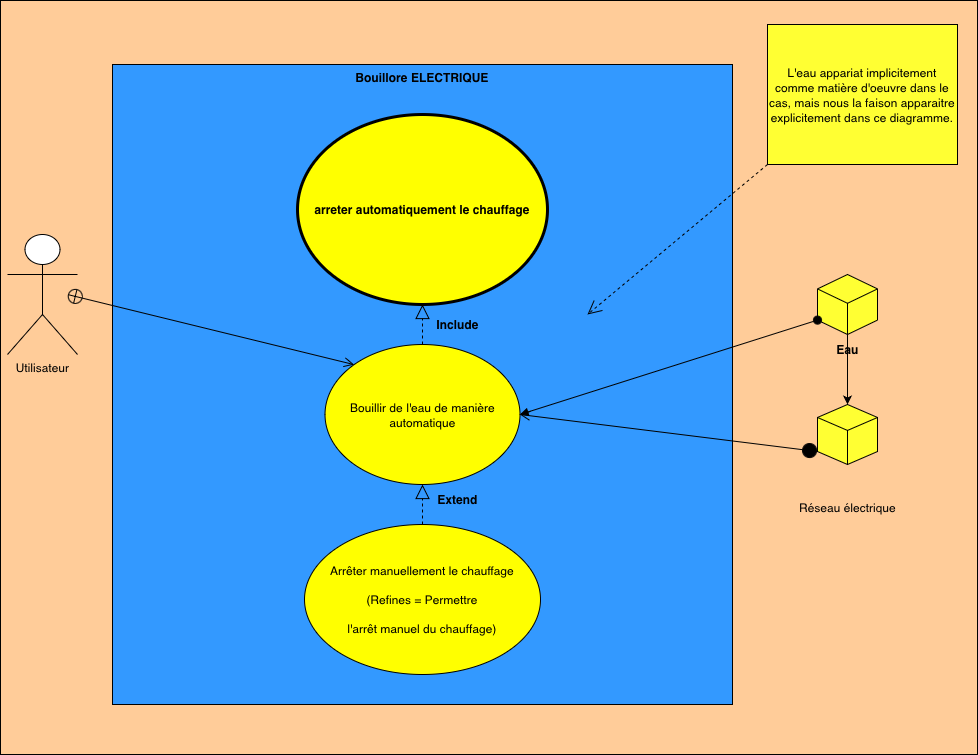 Bouillore ELECTRIQUE
L'eau appariat implicitement
comme matière d'oeuvre dans le
cas, mais nous la faison apparaitre
explicitement dans ce diagramme.
arreter automatiquement le chauffage
Include
Utilisateur
Eau
Bouillir de l'eau de manière
automatique
Extend
Réseau électrique
Arrêter manuellement le chauffage
(Refines = Permettre
l'arrêt manuel du chauffage)